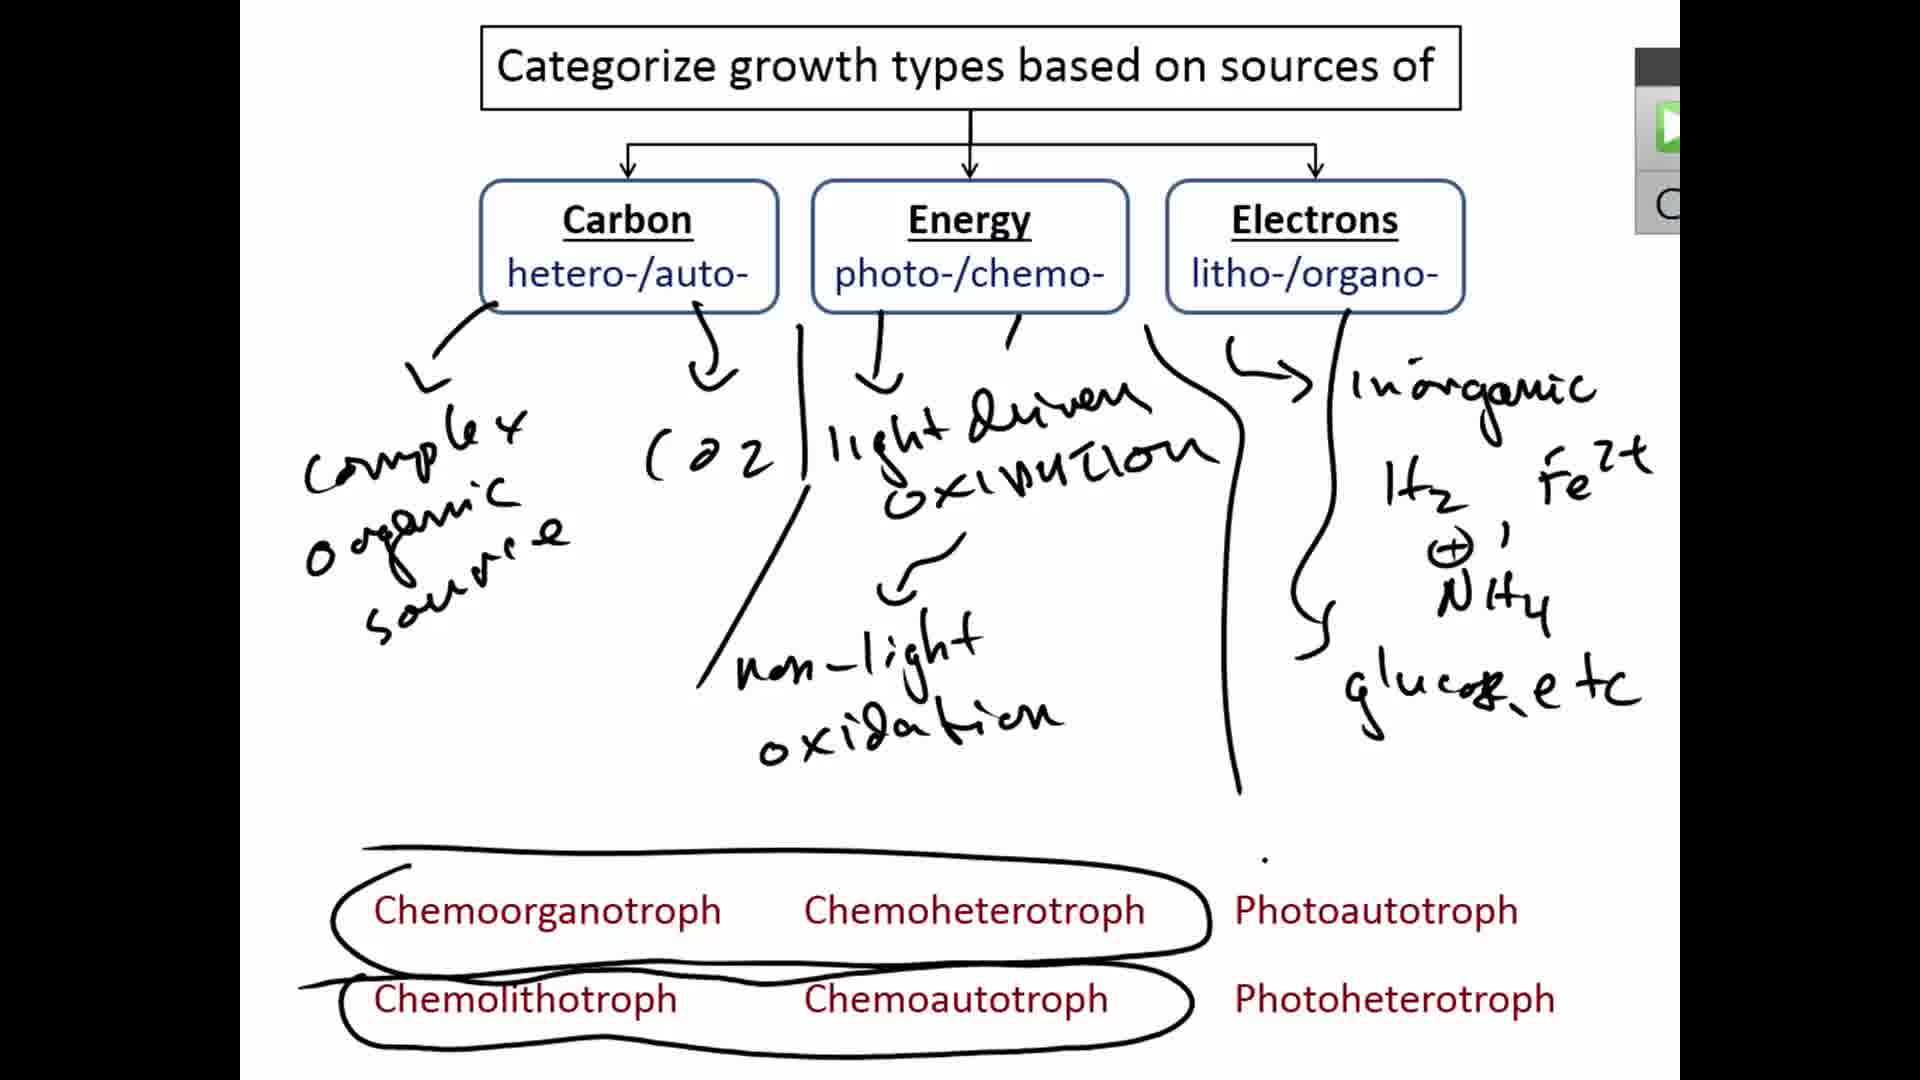 Categorize growth types based on sources of
Carbon
hetero-/auto-
Energy
photo-/chemo-
Electrons
litho-/organo-
complex
organic
source
CO2
light driven
oxidation
non-light
oxidation
inorganic
H2 Fe2+
⊕ ,
NH4
glucose, etc
Chemoorganotroph Chemoheterotroph Photoautotroph
Chemolithotroph Chemoautotroph Photoheterotroph